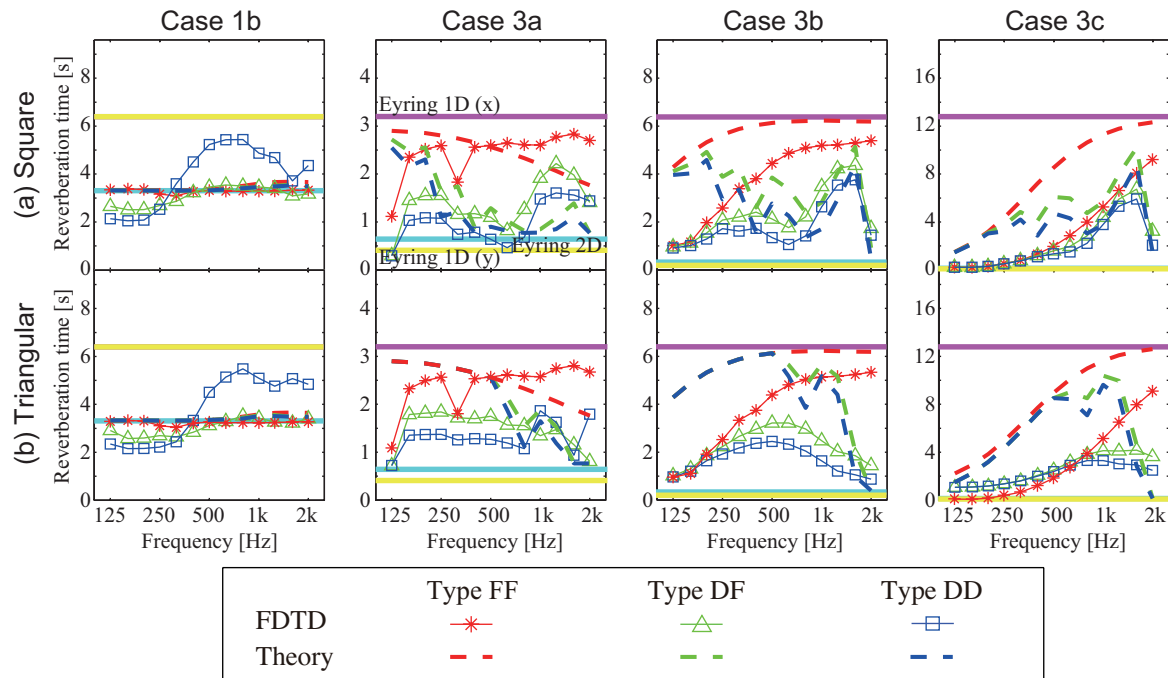 Case 1b Case 3a Case 3b Case 3c
(a) Square
Reverberation time [s]
8
6
4
2
0
4
3
2
1
0
Eyring 1D (x)
Eyring 2D
Eyring 1D (y)
8
6
4
2
0
16
12
8
4
0
(b) Triangular
Reverberation time [s]
8
6
4
2
0
4
3
2
1
0
8
6
4
2
0
16
12
8
4
0
125 250 500 1k 2k
125 250 500 1k 2k
125 250 500 1k 2k
125 250 500 1k 2k
Frequency [Hz] Frequency [Hz] Frequency [Hz] Frequency [Hz]
Type FF Type DF Type DD
FDTD
Theory